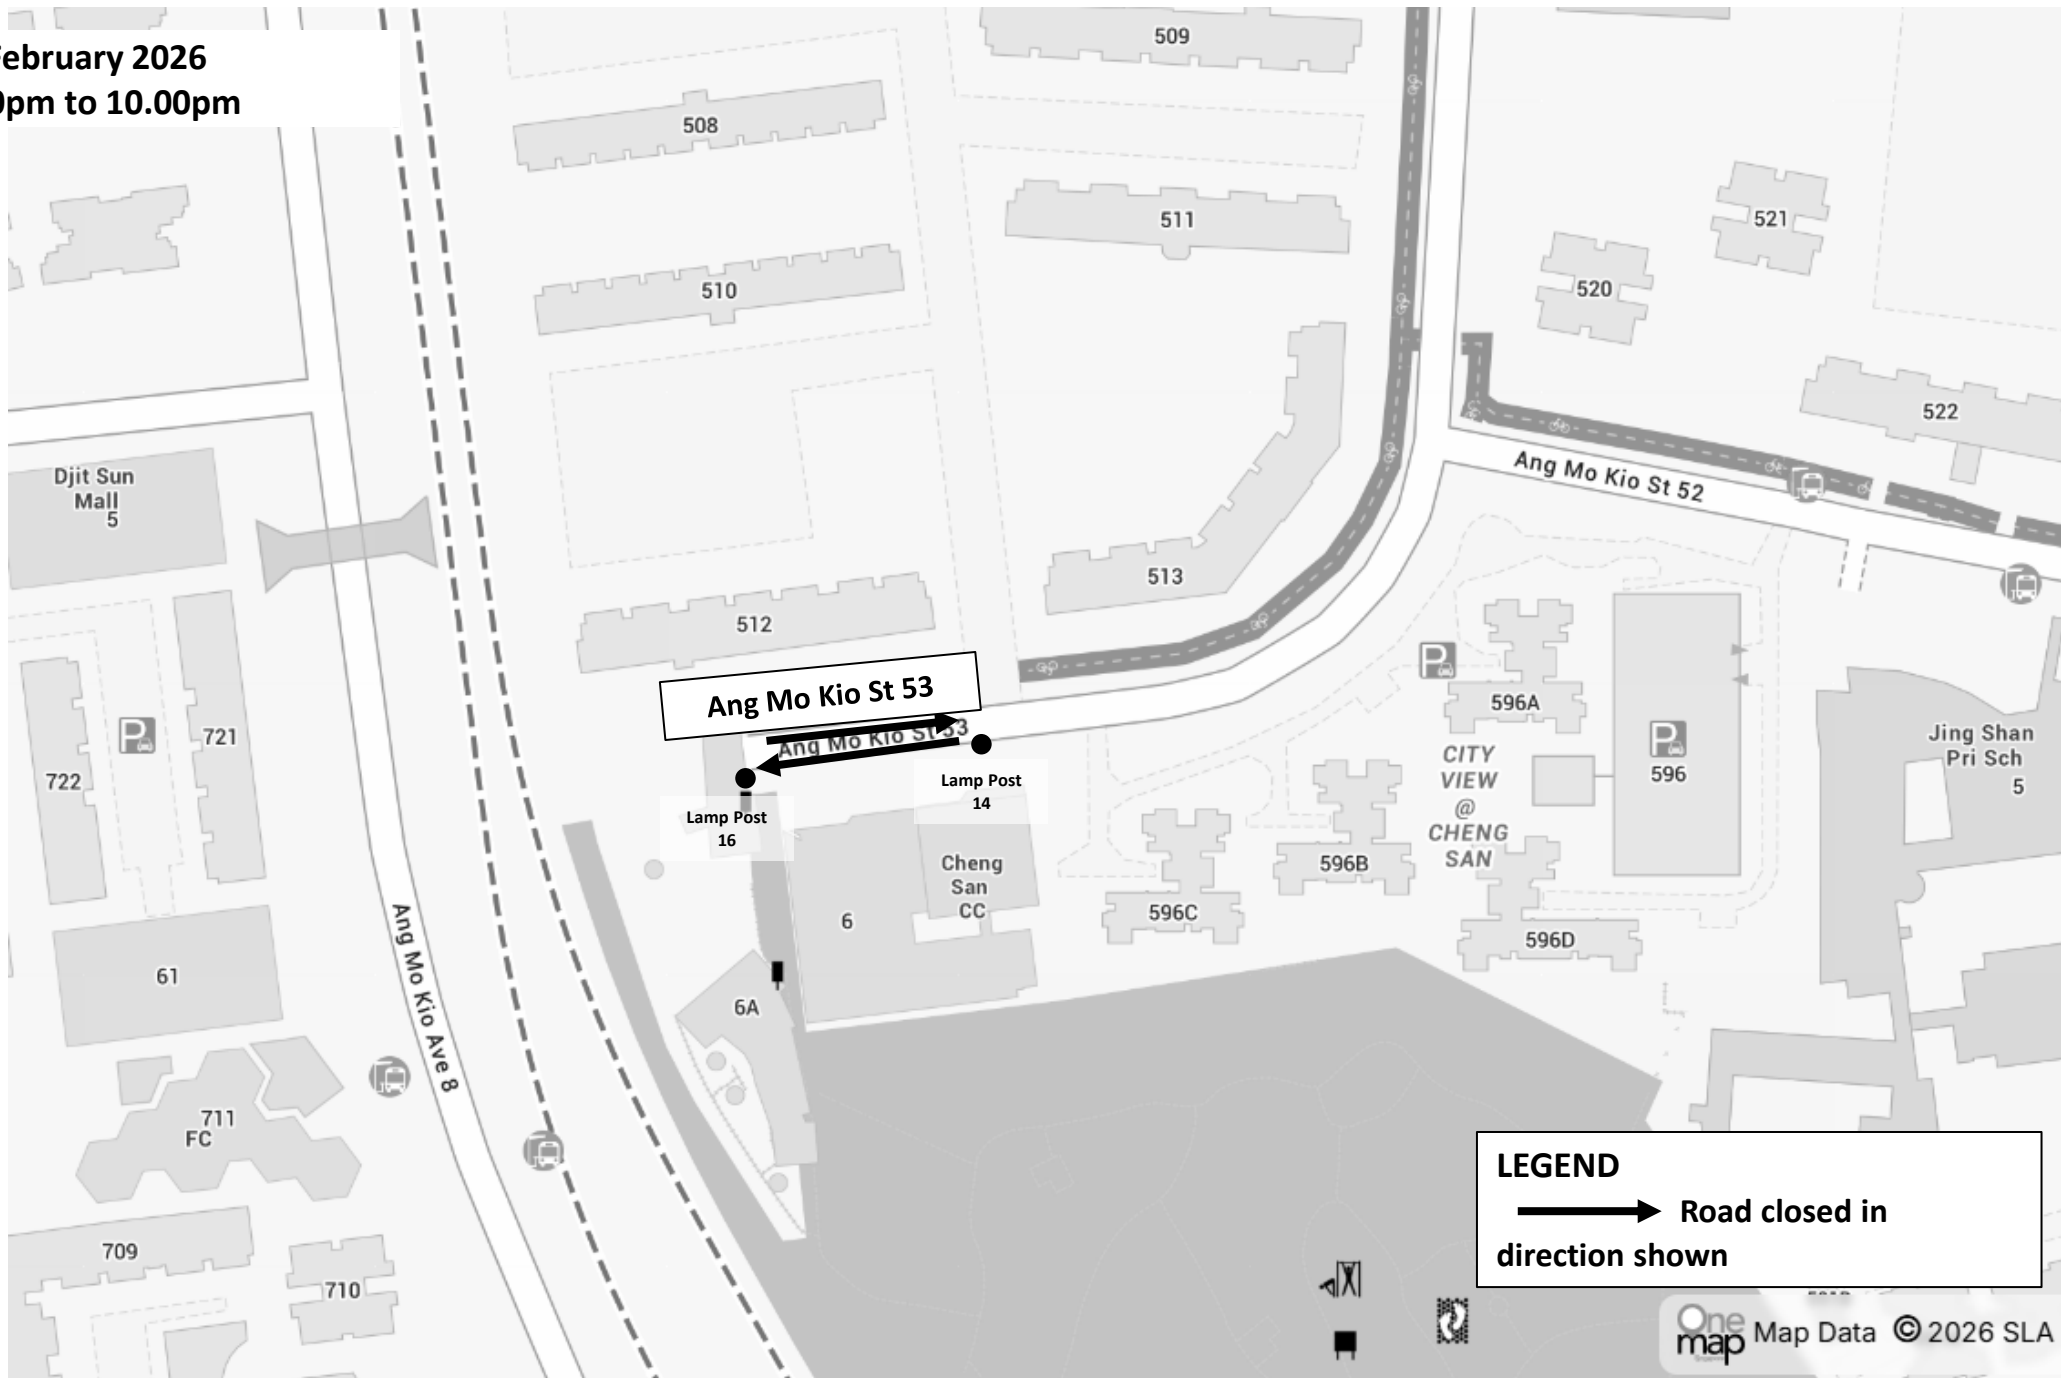 February 2026
pm to 10.00pm
509
508
511
521
510
520
522
Ang Mo Kio St 52
Djit Sun
Mall
5
513
512
Ang Mo Kio St 53
Ang Mo Kio St 53
596A
721
722
Lamp Post
14
Lamp Post
16
CITY
VIEW
@
CHENG
SAN
596
Jing Shan
Pri Sch
5
596B
Cheng
San
CC
6
596C
596D
61
Ang Mo Kio Ave 8
6A
711
FC
709
710
LEGEND
Road closed in
direction shown
One
map
Map Data © 2026 SLA